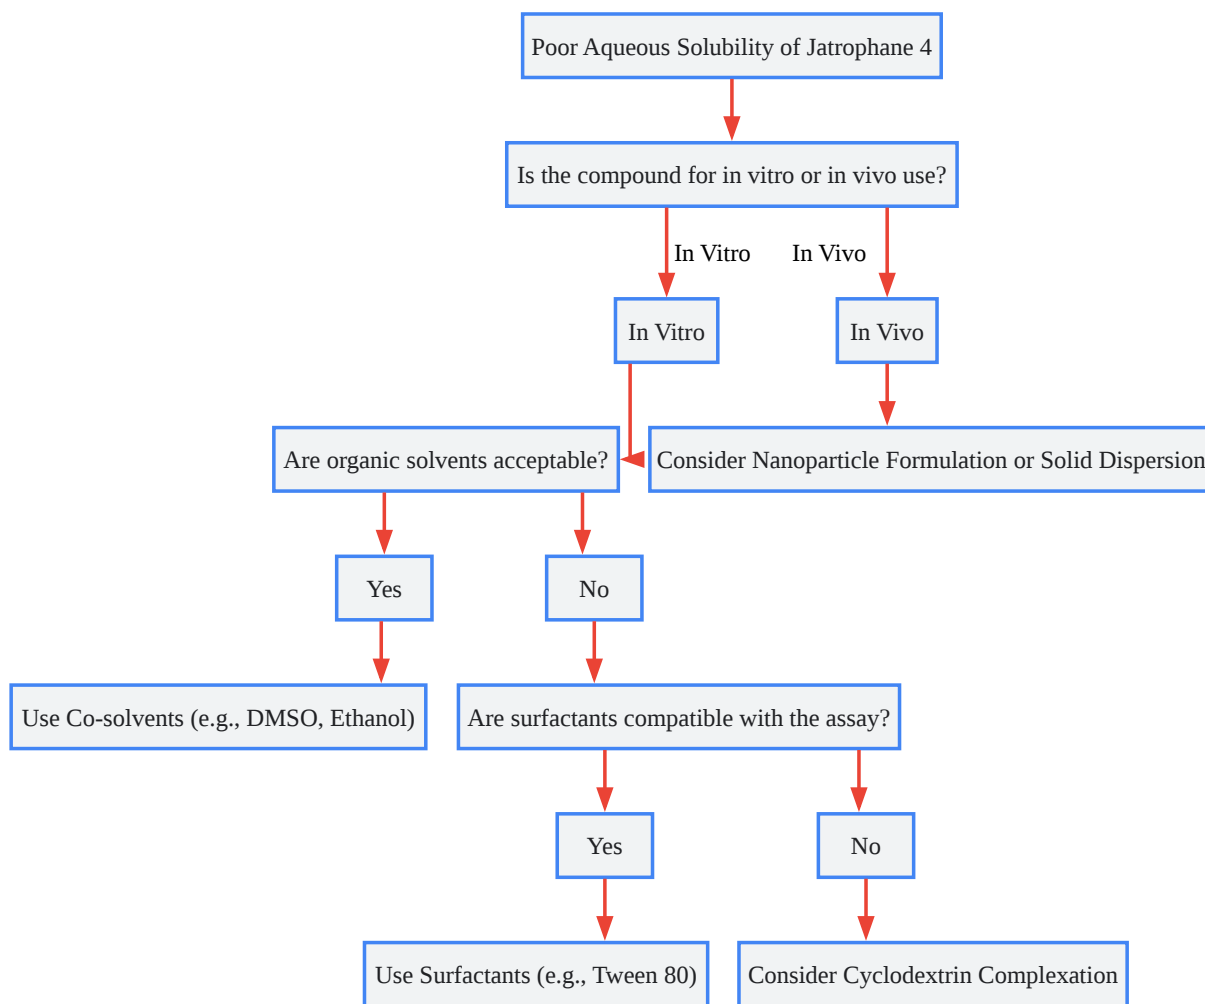 Poor Aqueous Solubility of Jatrophane 4
Is the compound for in vitro or in vivo use?
In Vitro
In Vivo
In Vitro
In Vivo
Are organic solvents acceptable?
Consider Nanoparticle Formulation or Solid Dispersion
Yes
No
Use Co-solvents (e.g., DMSO, Ethanol)
Are surfactants compatible with the assay?
Yes
No
Use Surfactants (e.g., Tween 80)
Consider Cyclodextrin Complexation